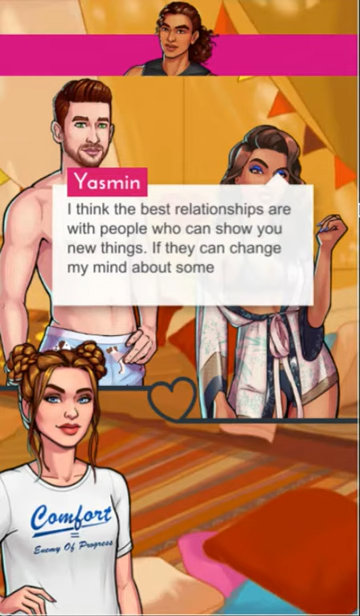 Yasmin
I think the best relationships are
with people who can show you
new things. If they can change
my mind about some
Comfort
=
Enemy Of Progress